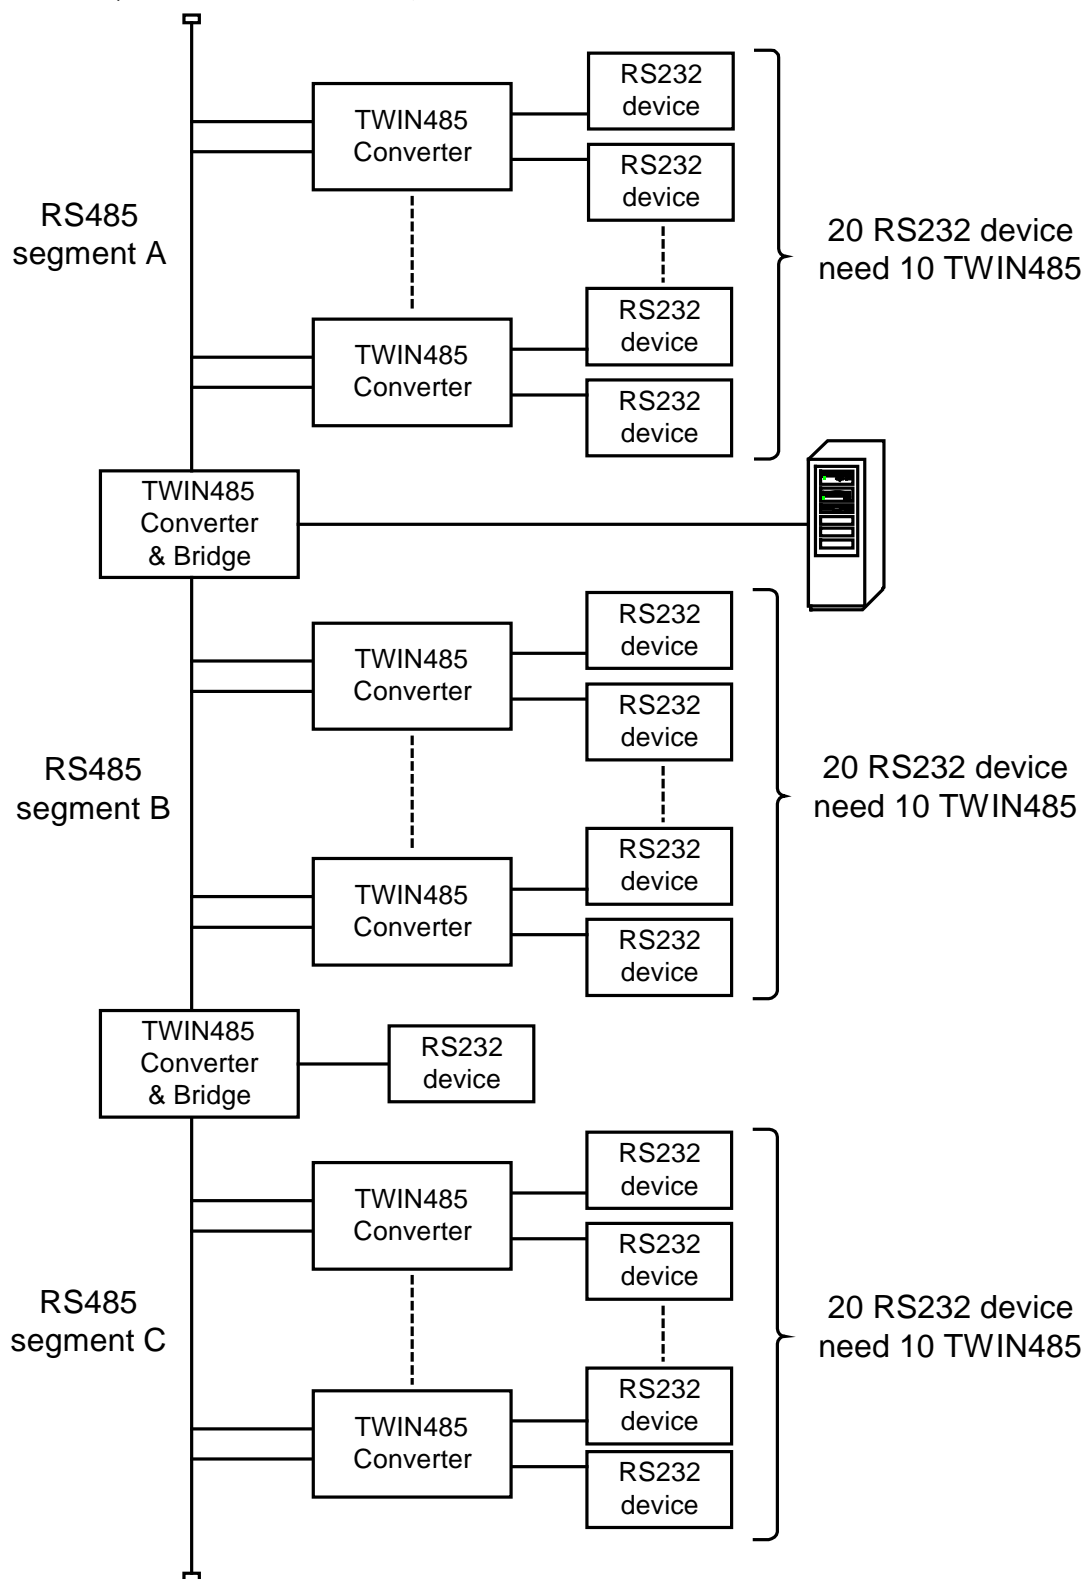 RS232
device
TWIN485
Converter
RS232
device
RS485
segment A
20 RS232 device
need 10 TWIN485
RS232
device
TWIN485
Converter
RS232
device
TWIN485
Converter
& Bridge
RS232
device
TWIN485
Converter
RS232
device
RS485
segment B
20 RS232 device
need 10 TWIN485
RS232
device
TWIN485
Converter
RS232
device
TWIN485
Converter
& Bridge
RS232
device
RS232
device
TWIN485
Converter
RS232
device
RS485
segment C
20 RS232 device
need 10 TWIN485
RS232
device
TWIN485
Converter
RS232
device